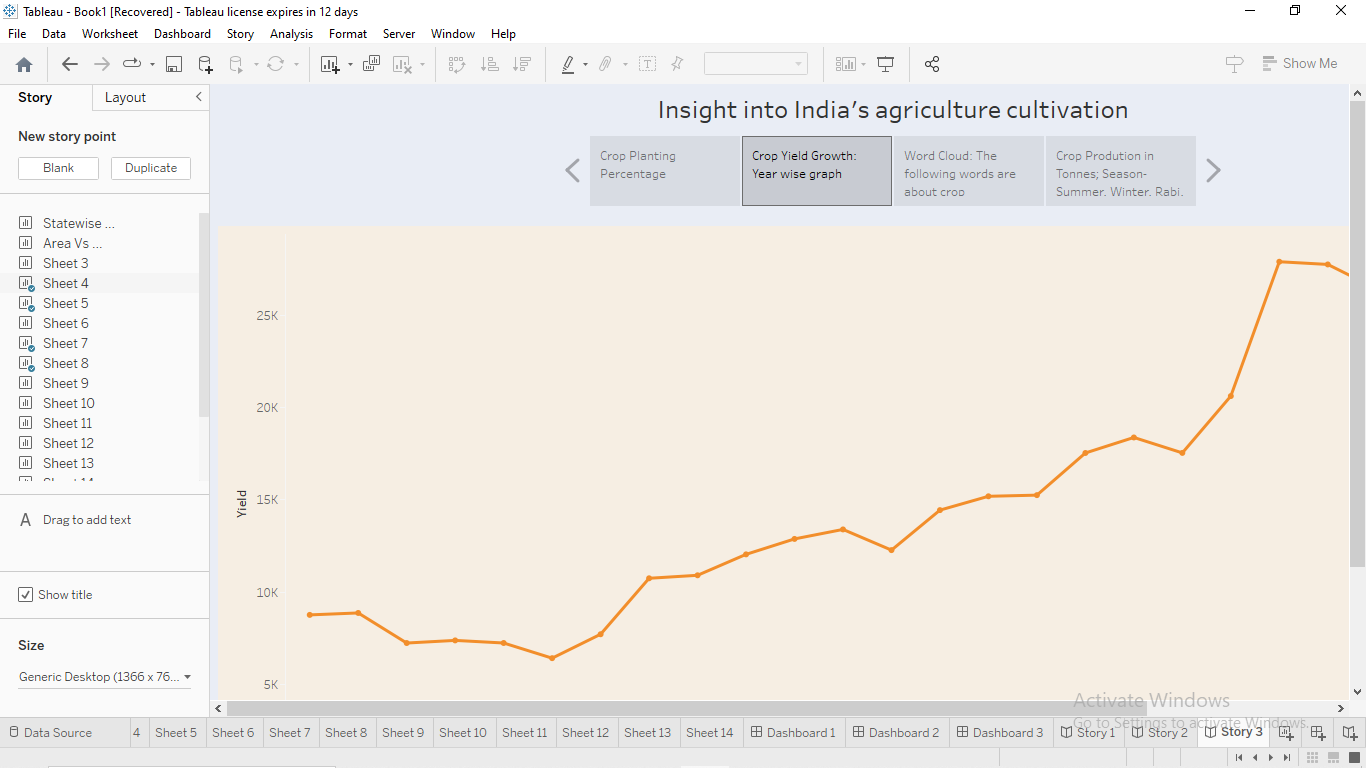 Tableau - Book1 [Recovered] - Tableau license expires in 12 days
File Data Worksheet Dashboard Story Analysis Format Server Window Help
Show Me
Story Layout
New story point
Blank Duplicate
Statewise ...
Area Vs ...
Sheet 3
Sheet 4
Sheet 5
Sheet 6
Sheet 7
Sheet 8
Sheet 9
Sheet 10
Sheet 11
Sheet 12
Sheet 13
A Drag to add text
Show title
Size
Generic Desktop (1366 x 76...
Insight into India's agriculture cultivation
Crop Planting
Percentage
Crop Yield Growth:
Year wise graph
Word Cloud: The
following words are
about crop
Crop Prodution in
Tonnes; Season-
Summer, Winter, Rabi,
25K
20K
15K
10K
5K
Yield
Activate Windows
Go to Settings to activate Windows.
Data Source 4 Sheet 5 Sheet 6 Sheet 7 Sheet 8 Sheet 9 Sheet 10 Sheet 11 Sheet 12 Sheet 13 Sheet 14 Dashboard 1 Dashboard 2 Dashboard 3 Story 1 Story 2 Story 3